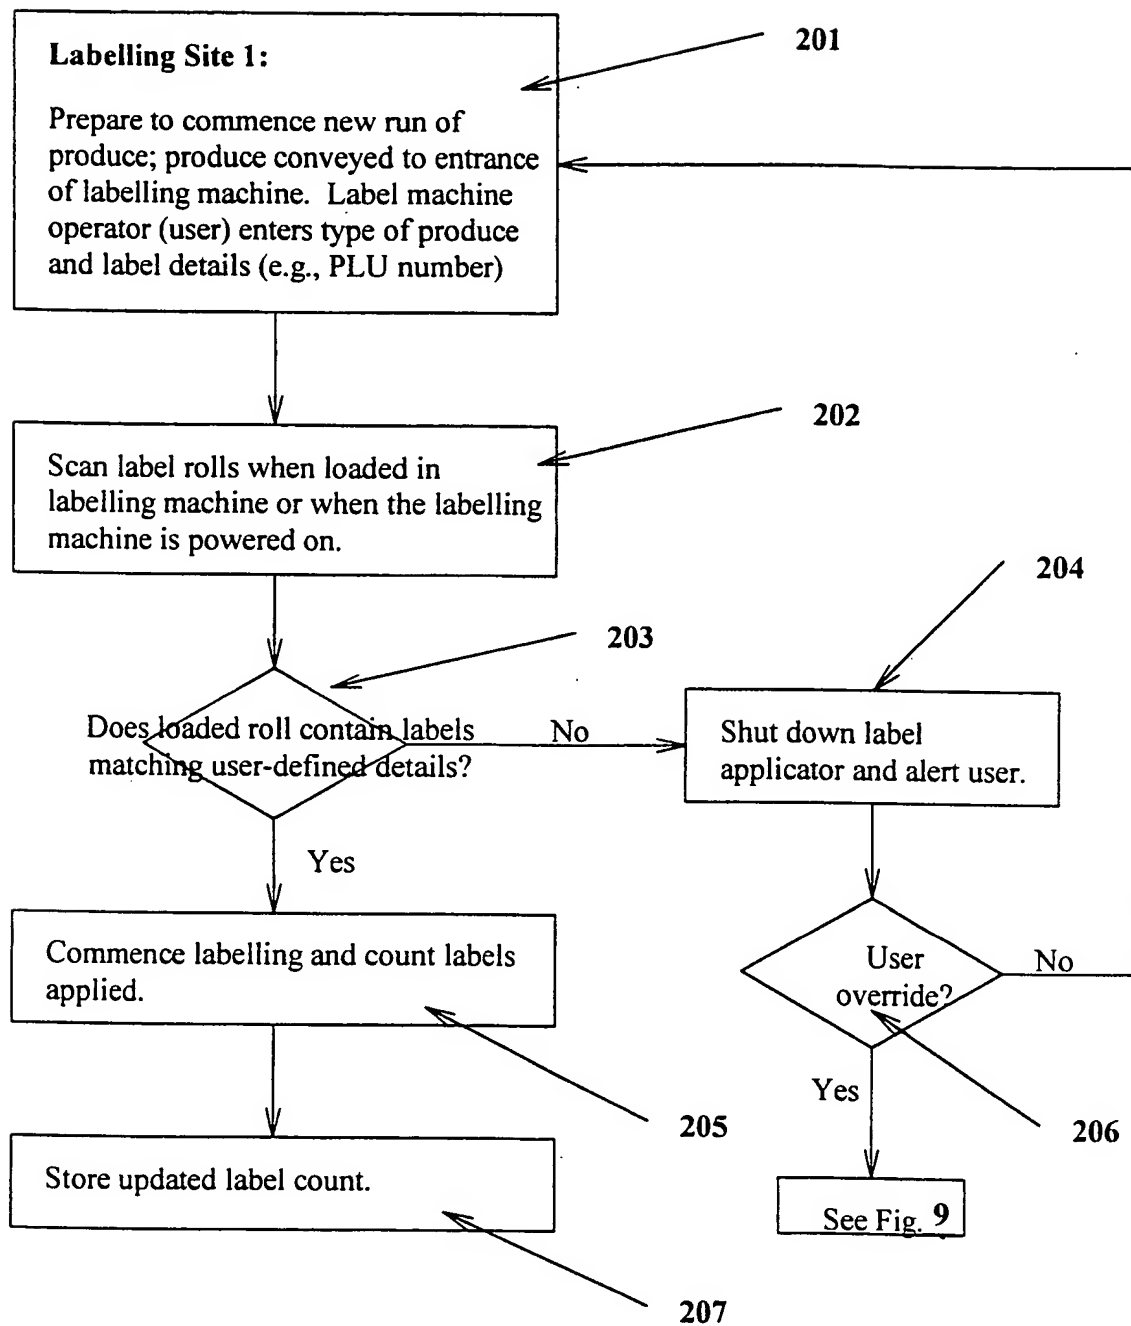 201
Labelling Site 1:
Prepare to commence new run of
produce; produce conveyed to entrance
of labelling machine. Label machine
operator (user) enters type of produce
and label details (e.g., PLU number)
202
Scan label rolls when loaded in
labelling machine or when the labelling
machine is powered on.
203
204
Does loaded roll contain labels
matching user-defined details?
No
Shut down label
applicator and alert user.
Yes
Commence labelling and count labels
applied.
User
override?
No
Yes
205
206
Store updated label count.
See Fig. 9
207